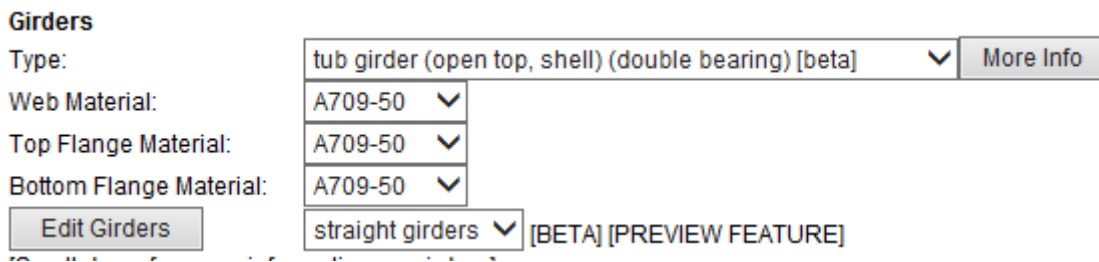 Girders
Type: tub girder (open top, shell) (double bearing) [beta] More Info
Web Material: A709-50
Top Flange Material: A709-50
Bottom Flange Material: A709-50
Edit Girders straight girders [BETA] [PREVIEW FEATURE]